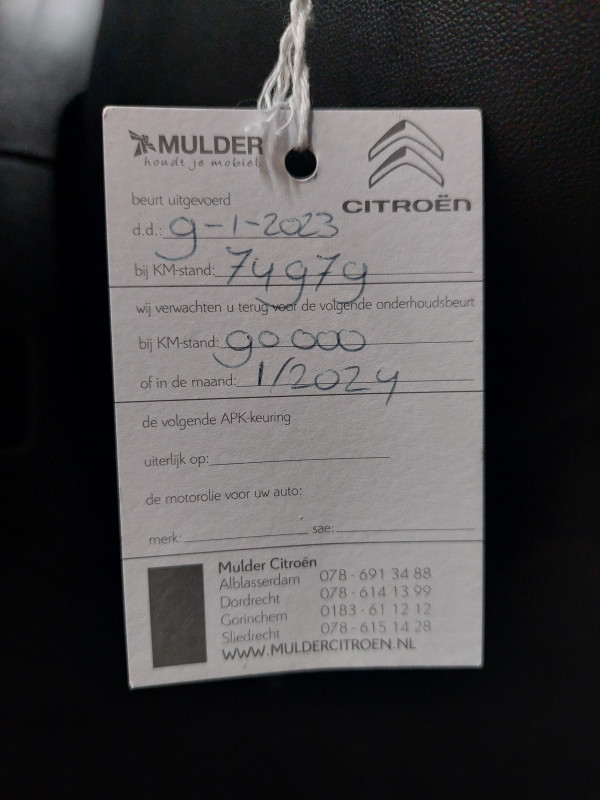 MULDER
houdt je mobiel.
CITROËN
beurt uitgevoerd
d.d.: 9-1-2023
bij KM-stand: 74979
wij verwachten u terug voor de volgende onderhoudsbeurt
bij KM-stand: 90000
of in de maand: 1/2024
de volgende APK-keuring
uiterlijk op:
de motorolie voor uw auto:
merk: sae:
Mulder Citroën
Alblasserdam 078 - 691 34 88
Dordrecht 078 - 614 13 99
Gorinchem 0183 - 61 12 12
Sliedrecht 078 - 615 14 28
WWW.MULDERCITROEN.NL